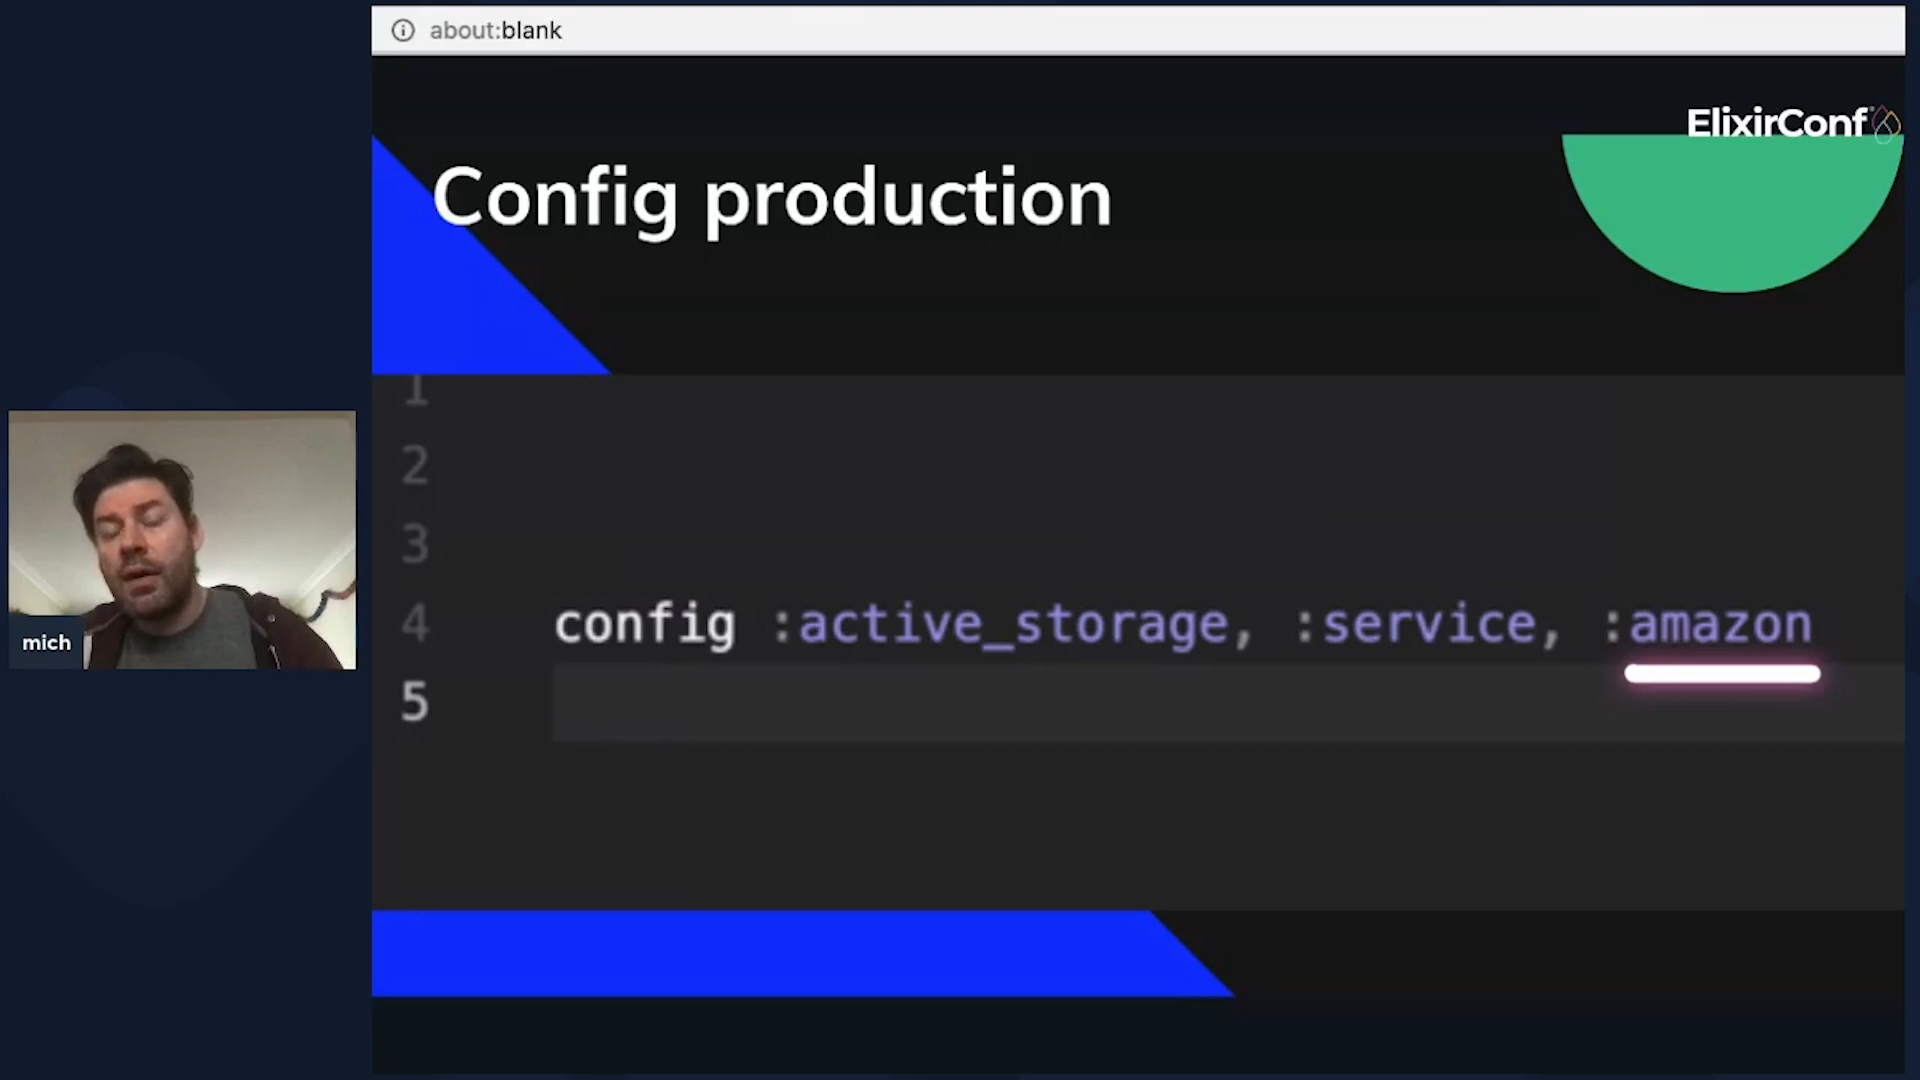 about:blank
ElixirConf
Config production
1
2
3
4 config :active_storage, :service, :amazon
5
mich